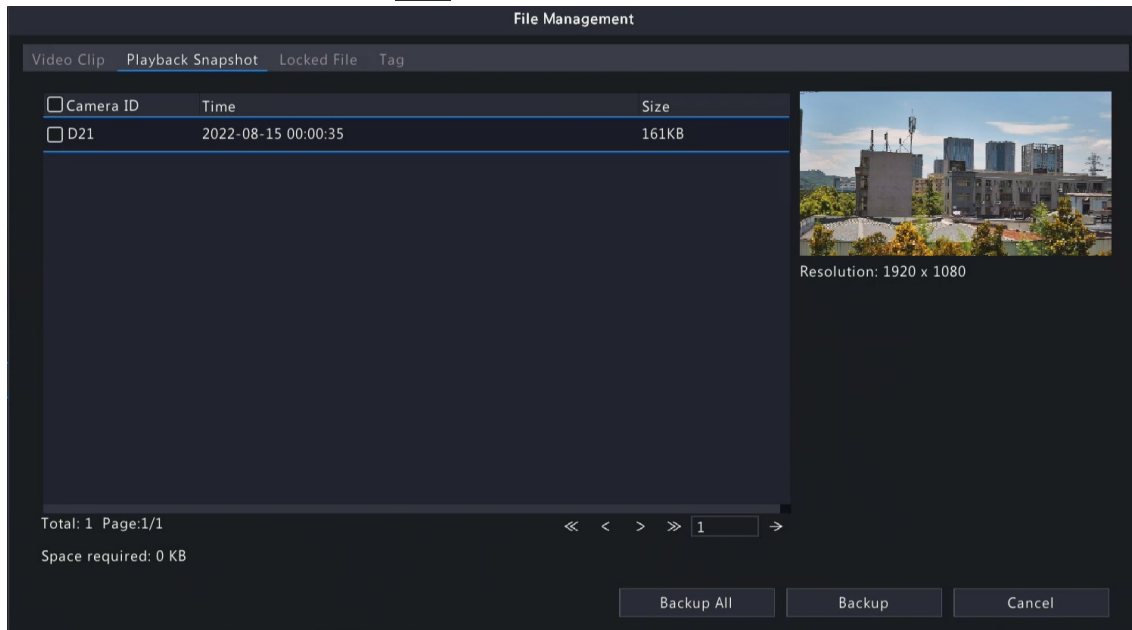 File Management
Video Clip Playback Snapshot Locked File Tag
Camera ID Time Size
D21 2022-08-15 00:00:35 161KB
Resolution: 1920 x 1080
Total: 1 Page:1/1 1
Space required: 0 KB
Backup All Backup Cancel